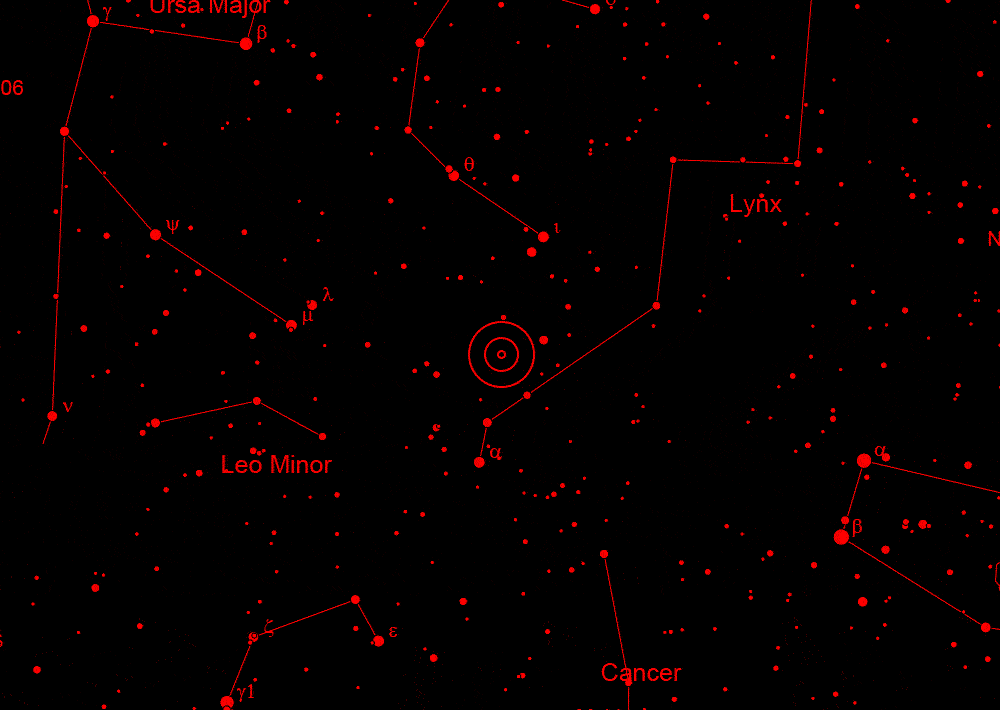 Ursa Major
γ
β
06
θ
Lynx
ψ
ι
N
λ
μ
ν
α
Leo Minor
α
β
ζ
ε
Cancer
γ1